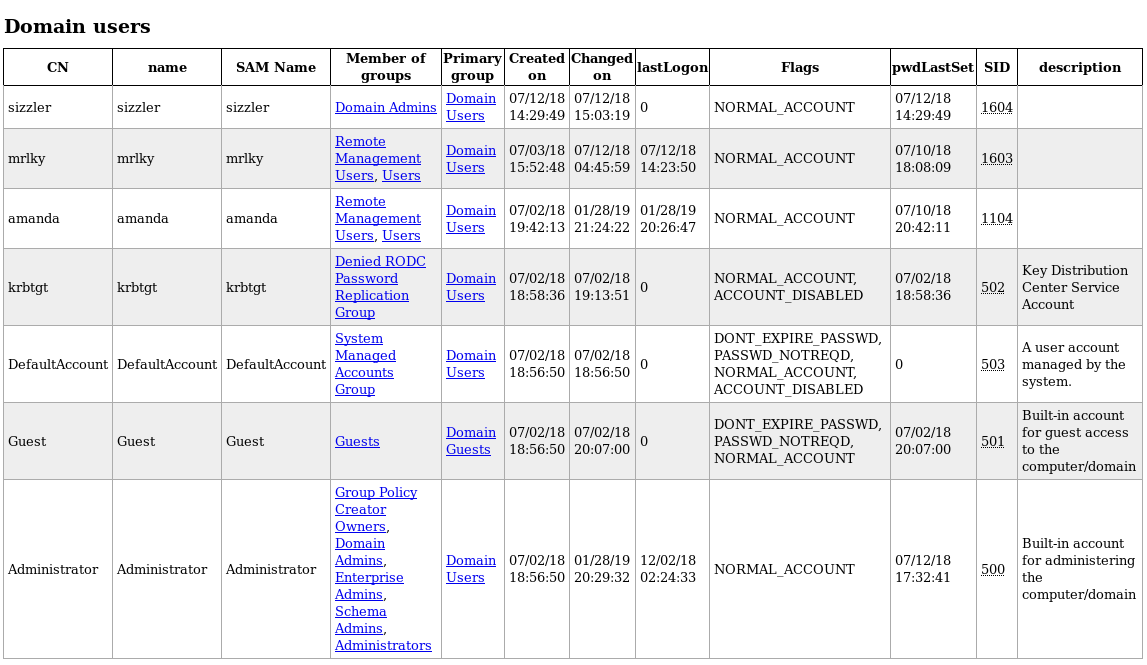 Domain users
CN name SAM Name Member of groups Primary group Created on Changed on lastLogon Flags pwdLastSet SID description
sizzler sizzler sizzler Domain Admins Domain Users 07/12/18 14:29:49 07/12/18 15:03:19 0 NORMAL_ACCOUNT 07/12/18 14:29:49 1604
mrlky mrlky mrlky Remote Management Users, Users Domain Users 07/03/18 15:52:48 07/12/18 04:45:59 07/12/18 14:23:50 NORMAL_ACCOUNT 07/10/18 18:08:09 1603
amanda amanda amanda Remote Management Users, Users Domain Users 07/02/18 19:42:13 01/28/19 21:24:22 01/28/19 20:26:47 NORMAL_ACCOUNT 07/10/18 20:42:11 1104
krbtgt krbtgt krbtgt Denied RODC Password Replication Group Domain Users 07/02/18 18:58:36 07/02/18 19:13:51 0 NORMAL_ACCOUNT, ACCOUNT_DISABLED 07/02/18 18:58:36 502 Key Distribution Center Service Account
DefaultAccount DefaultAccount DefaultAccount System Managed Accounts Group Domain Users 07/02/18 18:56:50 07/02/18 18:56:50 0 DONT_EXPIRE_PASSWD, PASSWD_NOTREQD, NORMAL_ACCOUNT, ACCOUNT_DISABLED 0 503 A user account managed by the system.
Guest Guest Guest Guests Domain Guests 07/02/18 18:56:50 07/02/18 20:07:00 0 DONT_EXPIRE_PASSWD, PASSWD_NOTREQD, NORMAL_ACCOUNT 07/02/18 20:07:00 501 Built-in account for guest access to the computer/domain
Administrator Administrator Administrator Group Policy Creator Owners, Domain Admins, Enterprise Admins, Schema Admins, Administrators Domain Users 07/02/18 18:56:50 01/28/19 20:29:32 12/02/18 02:24:33 NORMAL_ACCOUNT 07/12/18 17:32:41 500 Built-in account for administering the computer/domain